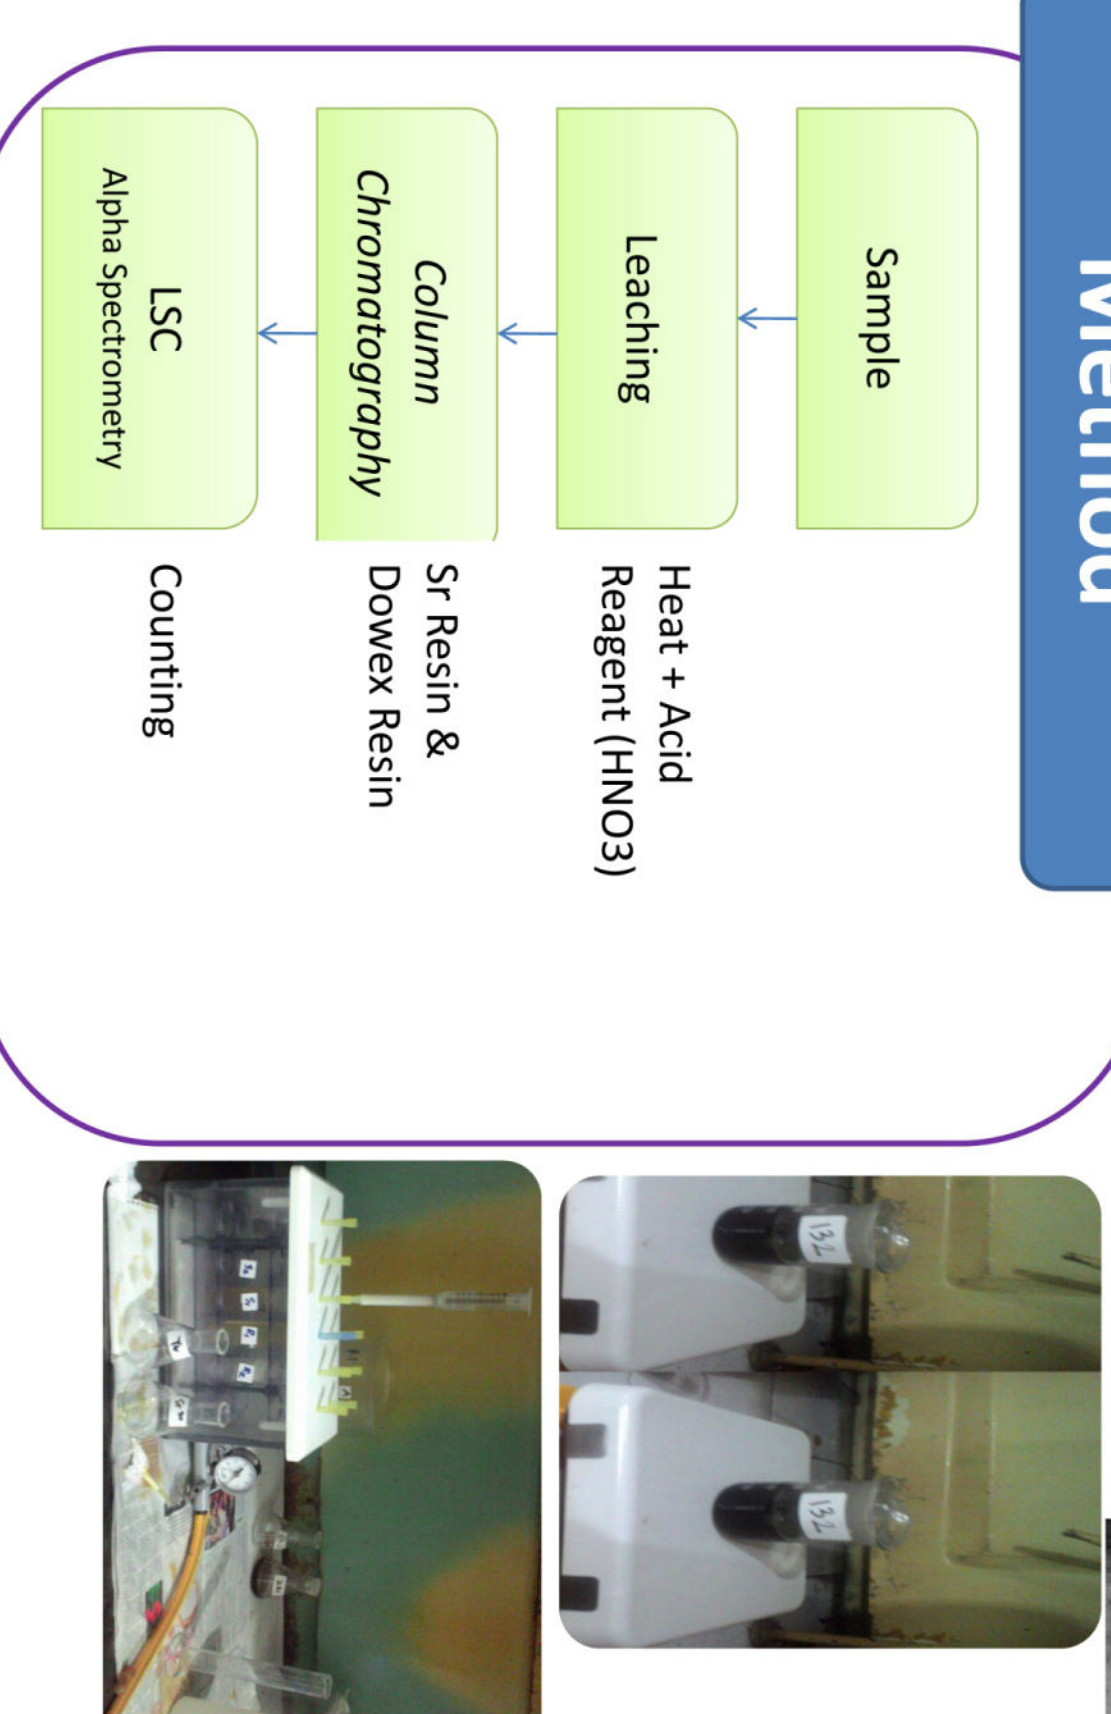 Method
Sample
Leaching
Heat + Acid
Reagent (HNO3)
Column
Chromatography
Sr Resin &
Dowex Resin
LSC
Alpha Spectrometry
Counting
132
132